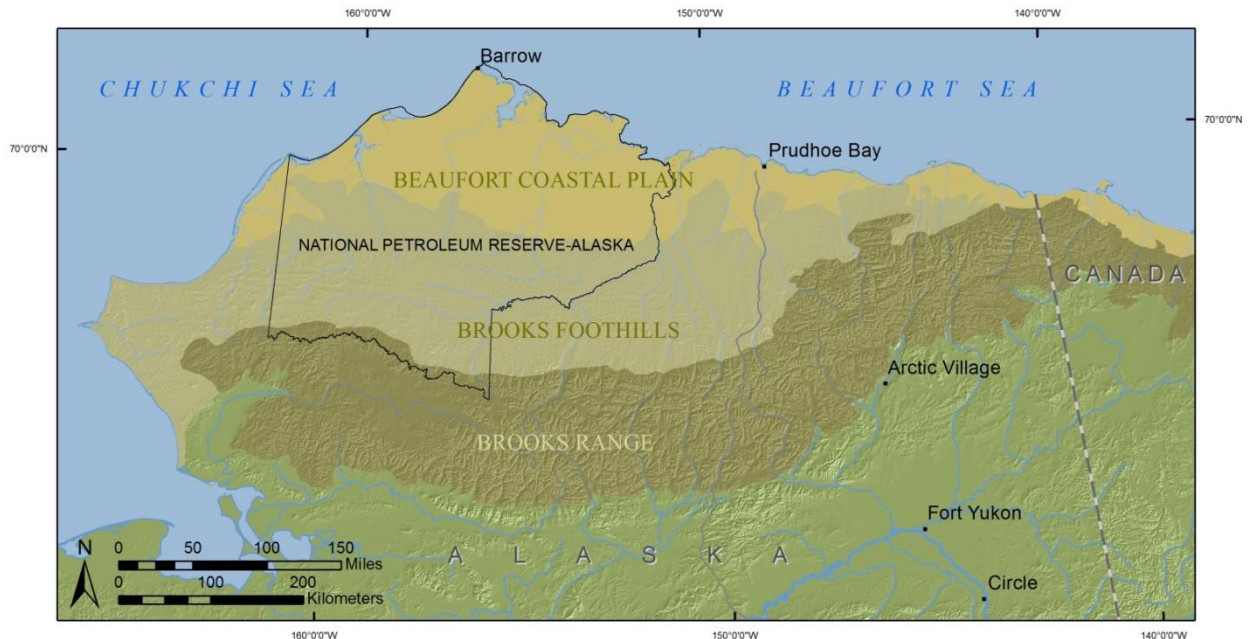 160°0'0"W 150°0'0"W 140°0'0"W
Barrow
CHUKCHI SEA BEAUFORT SEA
70°0'0"N 70°0'0"N
Prudhoe Bay
BEAUFORT COASTAL PLAIN
NATIONAL PETROLEUM RESERVE-ALASKA
CANADA
BROOKS FOOTHILLS
Arctic Village
BROOKS RANGE
Fort Yukon
N 0 50 100 150
Miles
ALASKA
0 100 200
Kilometers
Circle
160°0'0"W 150°0'0"W 140°0'0"W